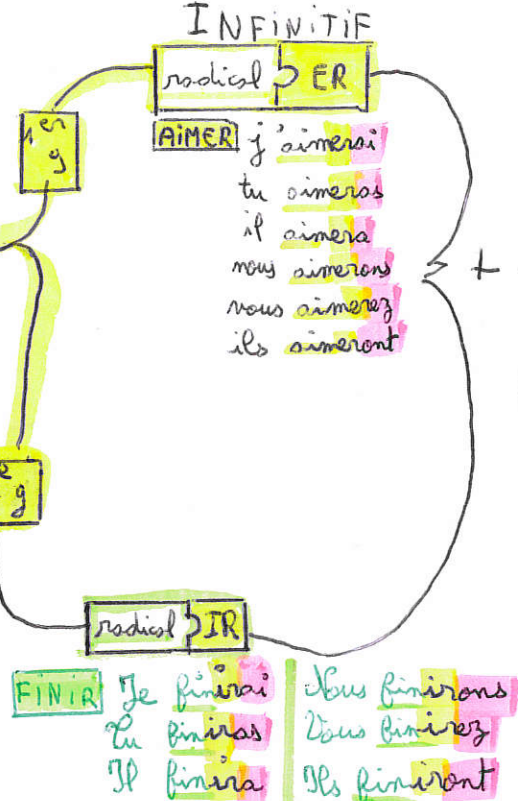 INFINITIF
radical ER
1er
g
AIMER j'aimerai
tu aimeras
il aimera
nous aimerons
vous aimerez
ils aimeront
+
e
g
radical IR
FINIR Je finirai
Tu finiras
Il finira
Nous finirons
Vous finirez
Ils finiront